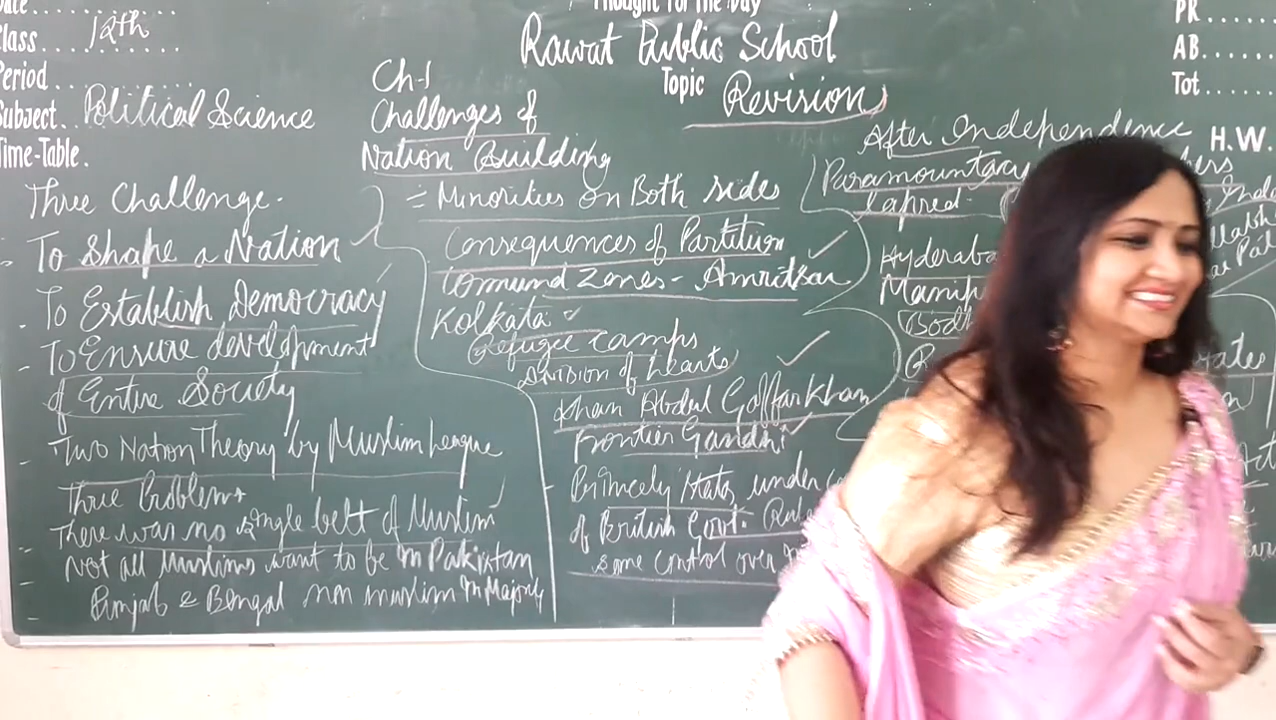 Date
Thought For The Day
Class 12th
Period
Subject Political Science
Time-Table
Rawat Public School
Topic Revision
PR
AB
Tot
H.W.
Ch-1
Challenges of
Nation Building
Three Challenge.
- To Shape a Nation
- To Establish Democracy
- To Ensure development
of Entire Society
- Two Nation Theory by Muslim League
Three Problems
- There was no single belt of Muslim
- Not all Muslims want to be in Pakistan
- Punjab & Bengal non muslim in Majority
= Minorities on Both sides
Consequences of Partition
Comund Zones - Amritsar
Kolkata
Refugee camps
Division of hearts
Khan Abdul Gaffar Khan
Frontier Gandhi
- Princely States under
of British Govt.
some control over
After Independence
Paramountacy
lapsed.
Hyderaba
Manip